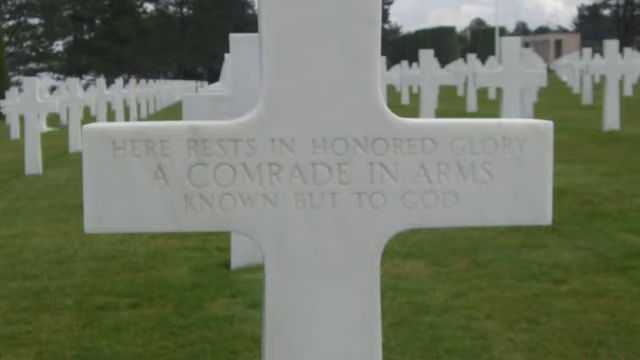 HERE RESTS IN HONORED GLORY
A COMRADE IN ARMS
KNOWN BUT TO GOD